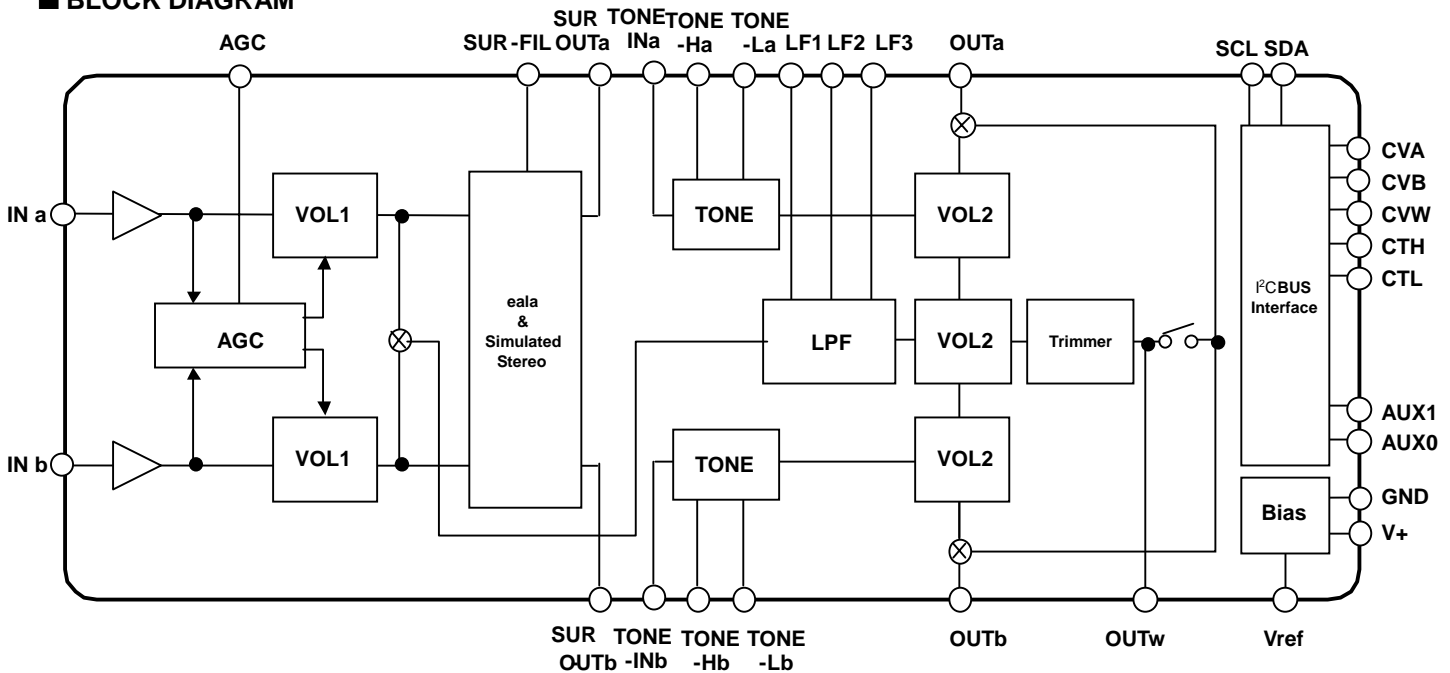 ■ BLOCK DIAGRAM
AGC
SUR -FIL
SUR
OUTa
TONE
INa
TONE
-Ha
TONE
-La
LF1 LF2 LF3
OUTa
SCL SDA
IN a
VOL1
AGC
IN b
VOL1
eala
&
Simulated
Stereo
TONE
LPF
TONE
VOL2
VOL2
VOL2
Trimmer
I²CBUS
Interface
Bias
CVA
CVB
CVW
CTH
CTL
AUX1
AUX0
GND
V+
SUR
OUTb
TONE
-INb
TONE
-Hb
TONE
-Lb
OUTb
OUTw
Vref